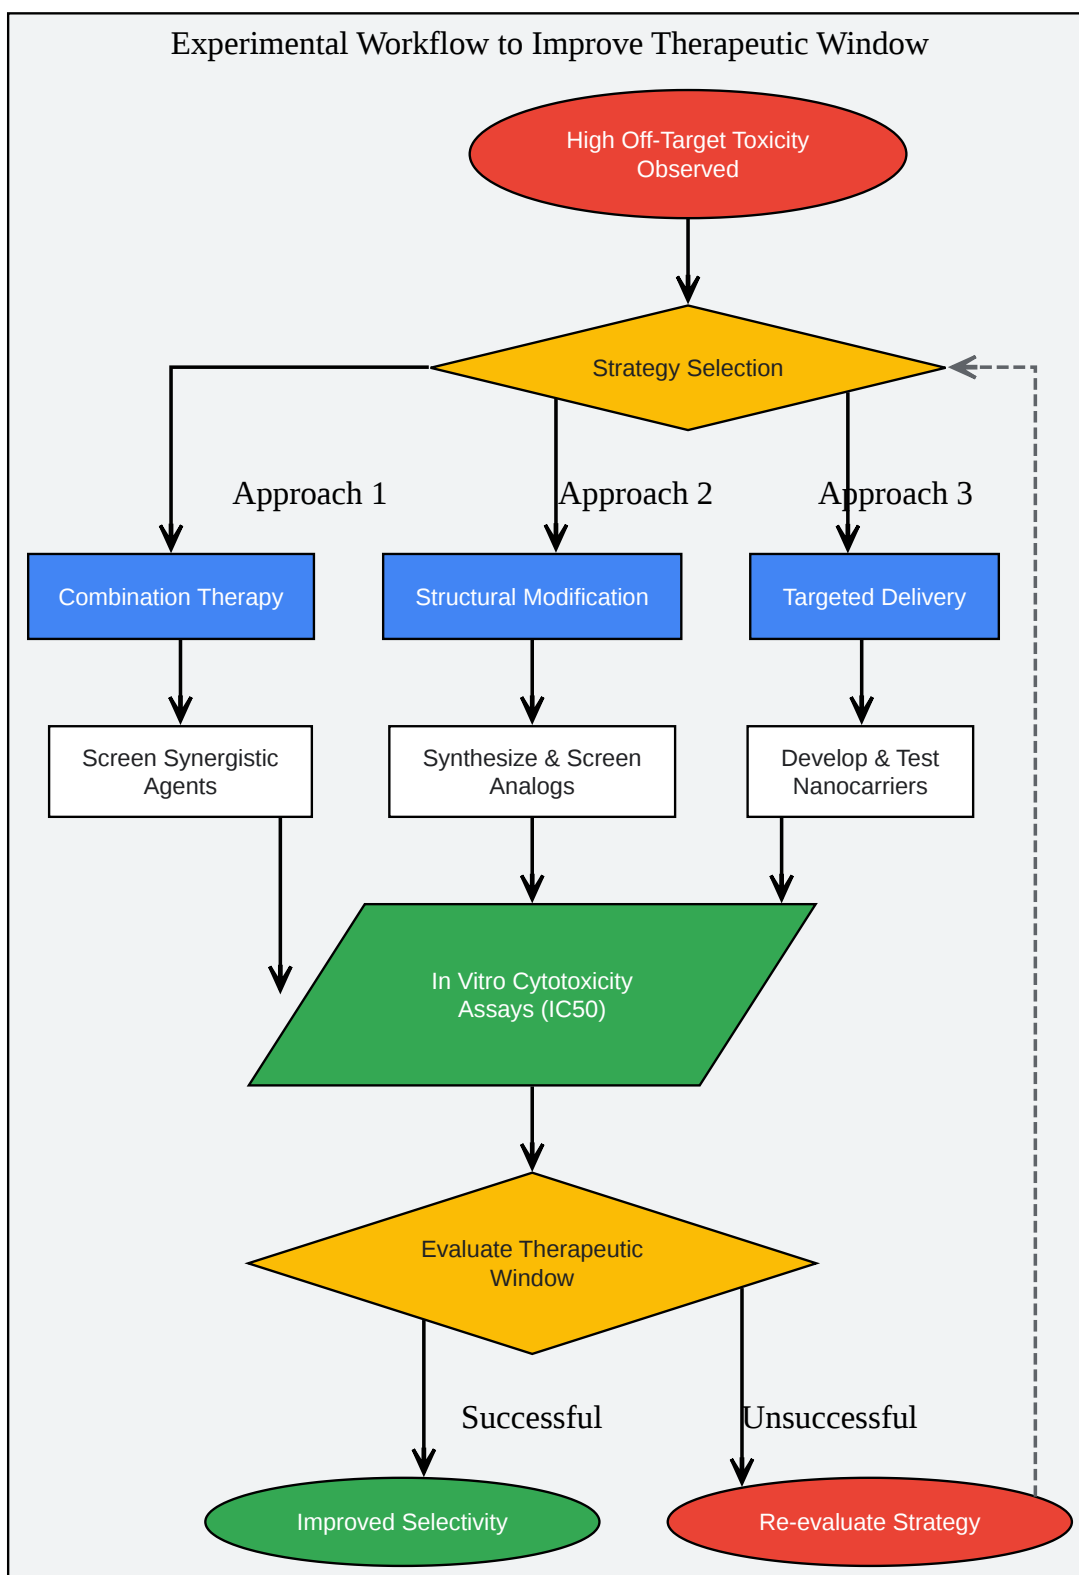 Experimental Workflow to Improve Therapeutic Window
High Off-Target Toxicity
Observed
Strategy Selection
Approach 1
Approach 2
Approach 3
Combination Therapy
Structural Modification
Targeted Delivery
Screen Synergistic
Agents
Synthesize & Screen
Analogs
Develop & Test
Nanocarriers
In Vitro Cytotoxicity
Assays (IC50)
Evaluate Therapeutic
Window
Successful
Unsuccessful
Improved Selectivity
Re-evaluate Strategy